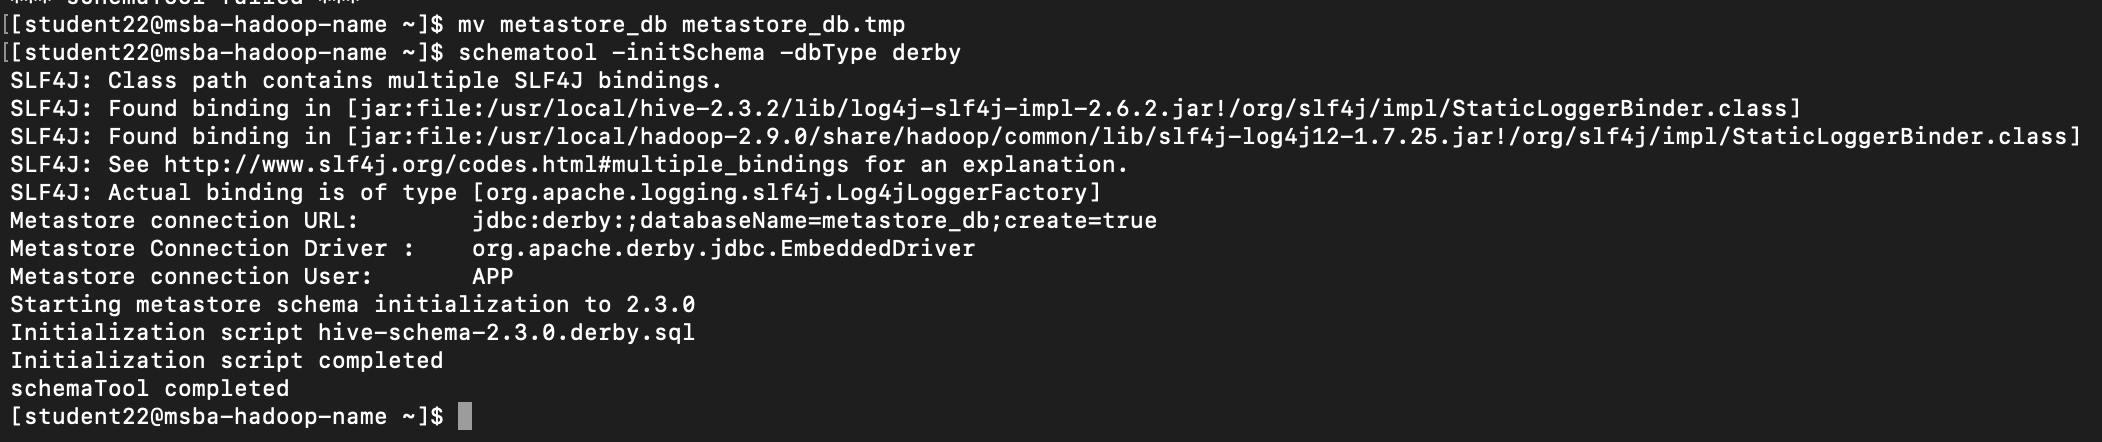 *** schemaTool failed ***
[[student22@msba-hadoop-name ~]$ mv metastore_db metastore_db.tmp
[[student22@msba-hadoop-name ~]$ schematool -initSchema -dbType derby
SLF4J: Class path contains multiple SLF4J bindings.
SLF4J: Found binding in [jar:file:/usr/local/hive-2.3.2/lib/log4j-slf4j-impl-2.6.2.jar!/org/slf4j/impl/StaticLoggerBinder.class]
SLF4J: Found binding in [jar:file:/usr/local/hadoop-2.9.0/share/hadoop/common/lib/slf4j-log4j12-1.7.25.jar!/org/slf4j/impl/StaticLoggerBinder.class]
SLF4J: See http://www.slf4j.org/codes.html#multiple_bindings for an explanation.
SLF4J: Actual binding is of type [org.apache.logging.slf4j.Log4jLoggerFactory]
Metastore connection URL:        jdbc:derby:;databaseName=metastore_db;create=true
Metastore Connection Driver :    org.apache.derby.jdbc.EmbeddedDriver
Metastore connection User:       APP
Starting metastore schema initialization to 2.3.0
Initialization script hive-schema-2.3.0.derby.sql
Initialization script completed
schemaTool completed
[student22@msba-hadoop-name ~]$